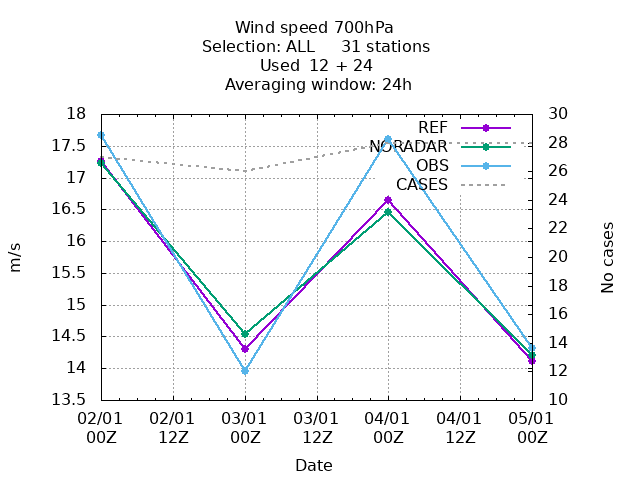 Wind speed 700hPa
Selection: ALL 31 stations
Used 12 + 24
Averaging window: 24h
18
17.5
17
16.5
16
15.5
15
14.5
14
13.5
m/s
REF
NORADAR
OBS
CASES
30
28
26
24
22
20
18
16
14
12
10
No cases
02/01 02/01 03/01 03/01 04/01 04/01 05/01
00Z 12Z 00Z 12Z 00Z 12Z 00Z
Date